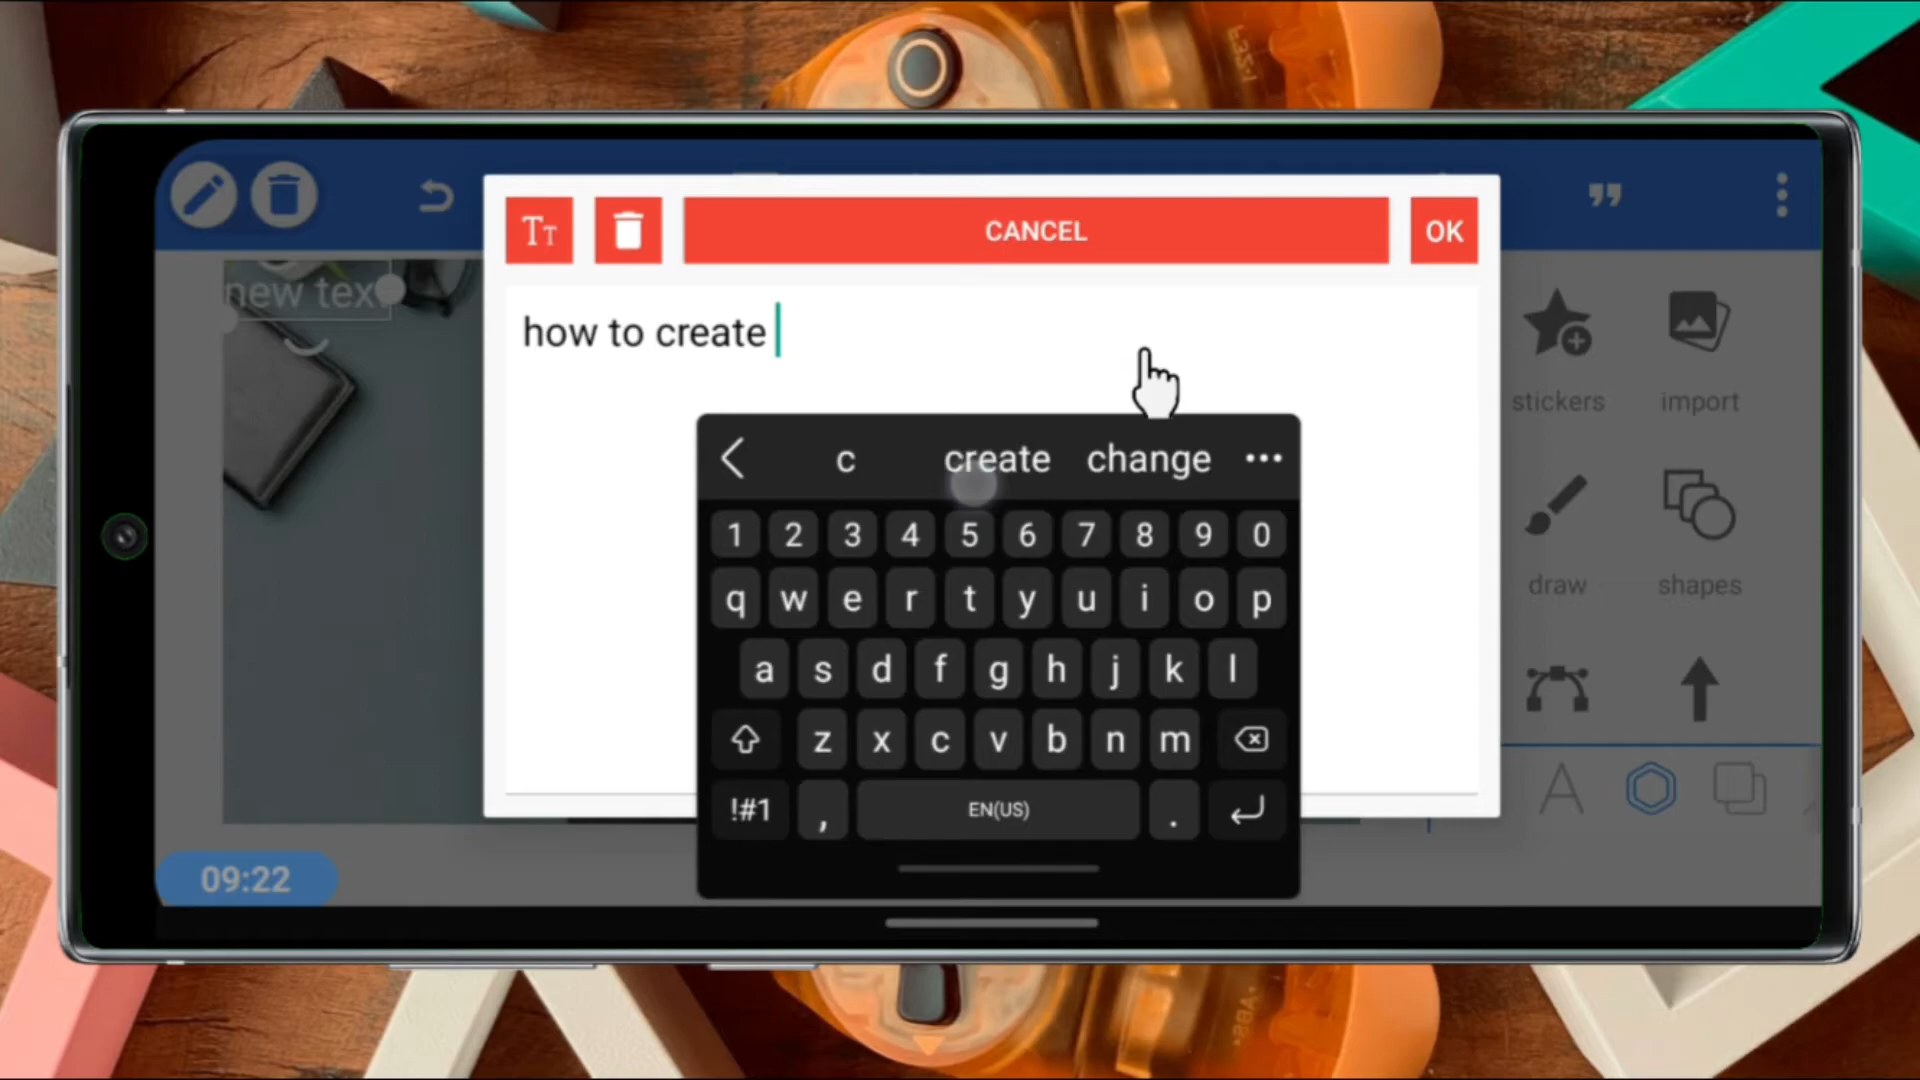 CANCEL
OK
Tт
new tex
how to create
stickers
import
c
create
change
1 2 3 4 5 6 7 8 9 0
q w e r t y u i o p
draw
shapes
a s d f g h j k l
z x c v b n m
!#1
,
EN(US)
.
A
09:22